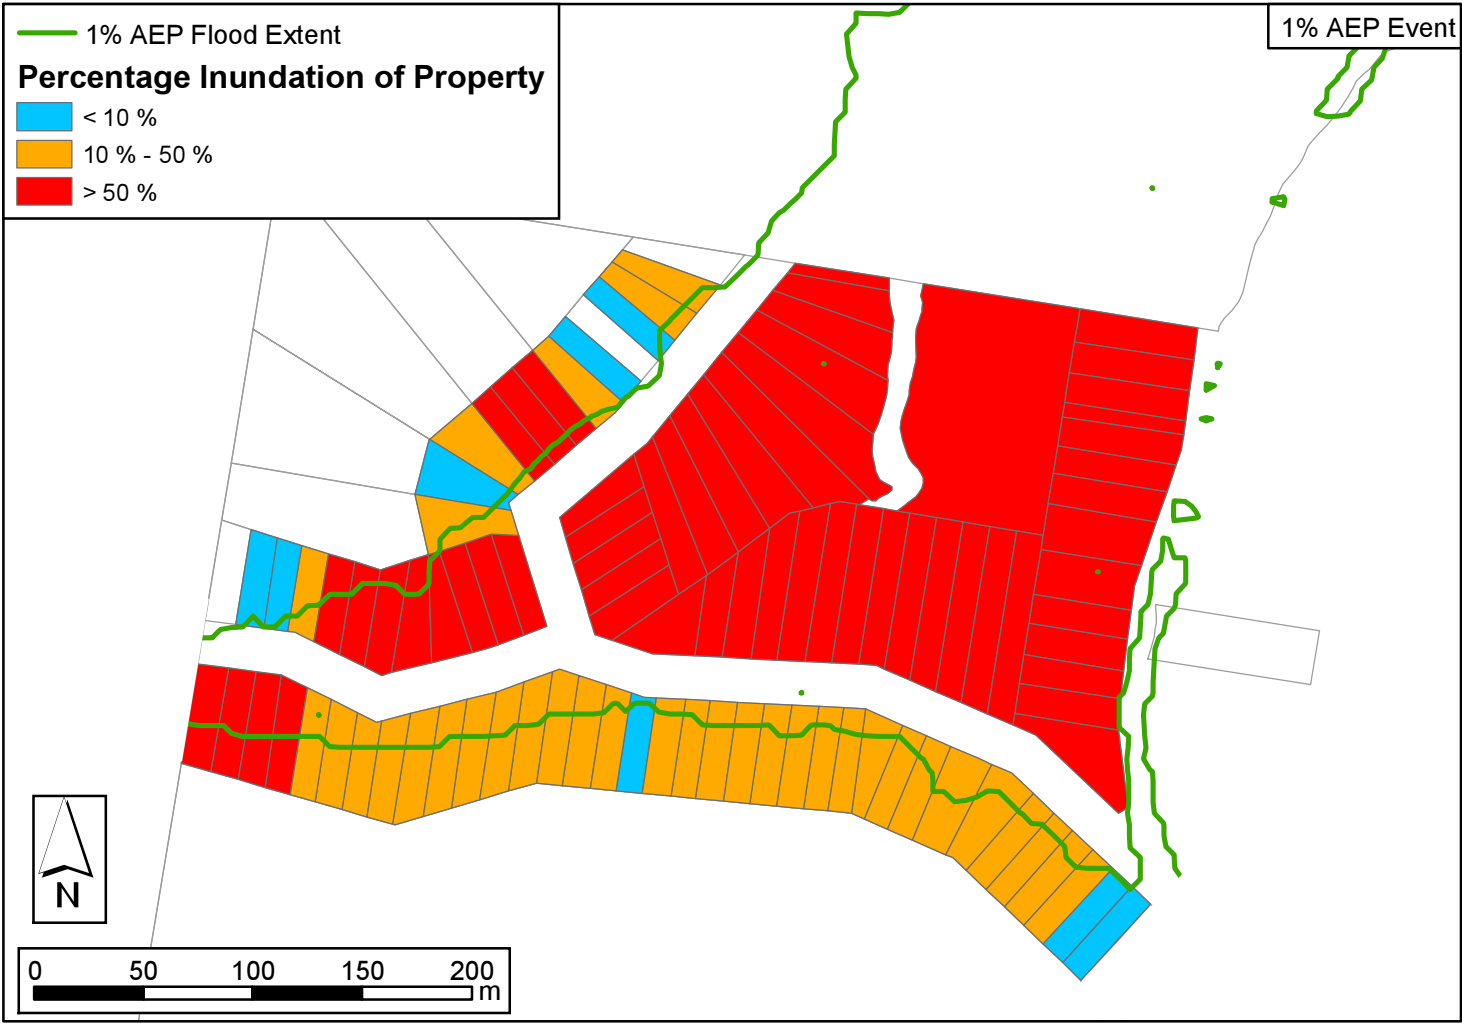 1% AEP Flood Extent
1% AEP Event
Percentage Inundation of Property
< 10 %
10 % - 50 %
> 50 %
N
0 50 100 150 200
m